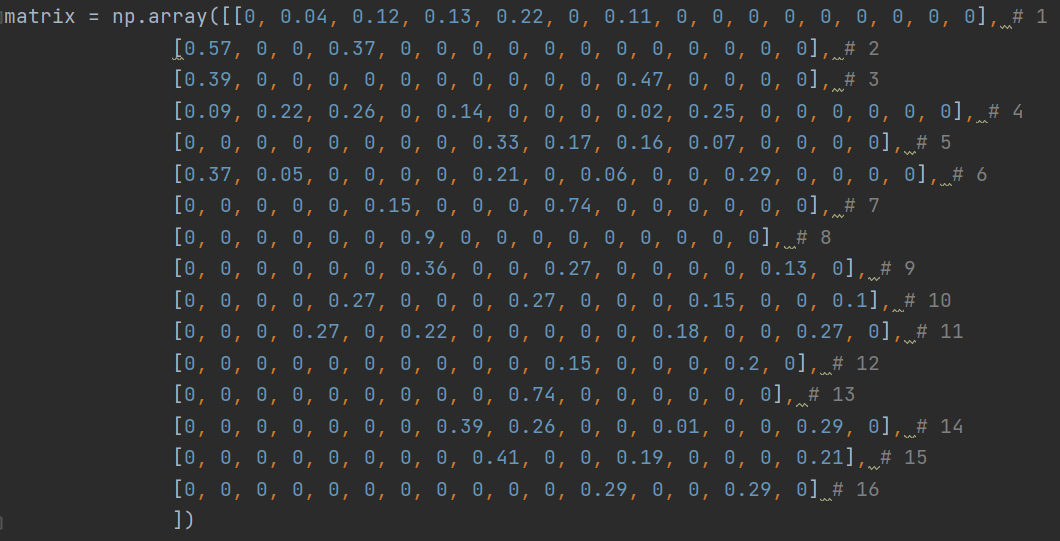 matrix = np.array([[0, 0.04, 0.12, 0.13, 0.22, 0, 0.11, 0, 0, 0, 0, 0, 0, 0, 0, 0], # 1
[0.57, 0, 0, 0.37, 0, 0, 0, 0, 0, 0, 0, 0, 0, 0, 0, 0], # 2
[0.39, 0, 0, 0, 0, 0, 0, 0, 0, 0, 0, 0.47, 0, 0, 0, 0], # 3
[0.09, 0.22, 0.26, 0, 0.14, 0, 0, 0, 0.02, 0.25, 0, 0, 0, 0, 0, 0], # 4
[0, 0, 0, 0, 0, 0, 0, 0, 0.33, 0.17, 0.16, 0.07, 0, 0, 0, 0], # 5
[0.37, 0.05, 0, 0, 0, 0, 0.21, 0, 0.06, 0, 0, 0.29, 0, 0, 0, 0], # 6
[0, 0, 0, 0, 0, 0.15, 0, 0, 0, 0.74, 0, 0, 0, 0, 0, 0], # 7
[0, 0, 0, 0, 0, 0, 0.9, 0, 0, 0, 0, 0, 0, 0, 0, 0], # 8
[0, 0, 0, 0, 0, 0, 0.36, 0, 0, 0.27, 0, 0, 0, 0, 0.13, 0], # 9
[0, 0, 0, 0, 0.27, 0, 0, 0, 0.27, 0, 0, 0, 0.15, 0, 0, 0.1], # 10
[0, 0, 0, 0.27, 0, 0.22, 0, 0, 0, 0, 0, 0.18, 0, 0, 0.27, 0], # 11
[0, 0, 0, 0, 0, 0, 0, 0, 0, 0, 0.15, 0, 0, 0, 0.2, 0], # 12
[0, 0, 0, 0, 0, 0, 0, 0, 0, 0.74, 0, 0, 0, 0, 0, 0], # 13
[0, 0, 0, 0, 0, 0, 0, 0.39, 0.26, 0, 0, 0.01, 0, 0, 0.29, 0], # 14
[0, 0, 0, 0, 0, 0, 0, 0, 0.41, 0, 0, 0.19, 0, 0, 0, 0.21], # 15
[0, 0, 0, 0, 0, 0, 0, 0, 0, 0, 0, 0.29, 0, 0, 0.29, 0] # 16
])